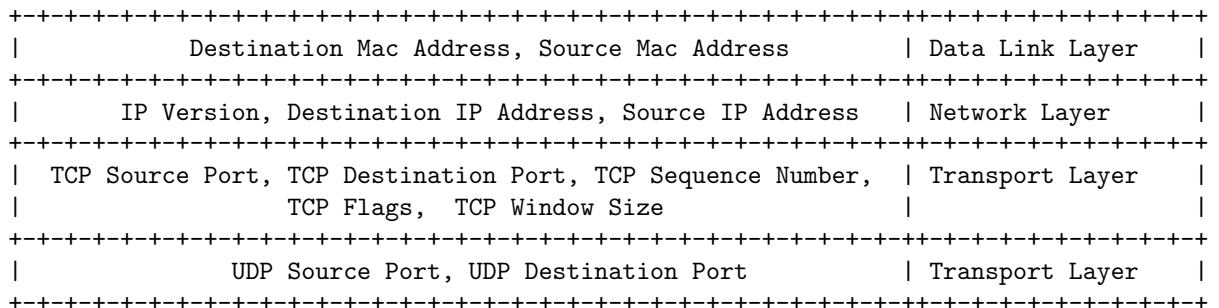 +-+-+-+-+-+-+-+-+-+-+-+-+-+-+-+-+-+-+-+-+-+-+-+-+-+-+-+-+-+-+-+-++-+-+-+-+-+-+-+-+-+-+-+
|             Destination Mac Address, Source Mac Address        | Data Link Layer    |
+-+-+-+-+-+-+-+-+-+-+-+-+-+-+-+-+-+-+-+-+-+-+-+-+-+-+-+-+-+-+-+-++-+-+-+-+-+-+-+-+-+-+-+
|       IP Version, Destination IP Address, Source IP Address   | Network Layer      |
+-+-+-+-+-+-+-+-+-+-+-+-+-+-+-+-+-+-+-+-+-+-+-+-+-+-+-+-+-+-+-+-++-+-+-+-+-+-+-+-+-+-+-+
|  TCP Source Port, TCP Destination Port, TCP Sequence Number,  | Transport Layer    |
|                   TCP Flags,  TCP Window Size                 |                    |
+-+-+-+-+-+-+-+-+-+-+-+-+-+-+-+-+-+-+-+-+-+-+-+-+-+-+-+-+-+-+-+-++-+-+-+-+-+-+-+-+-+-+-+
|               UDP Source Port, UDP Destination Port           | Transport Layer    |
+-+-+-+-+-+-+-+-+-+-+-+-+-+-+-+-+-+-+-+-+-+-+-+-+-+-+-+-+-+-+-+-++-+-+-+-+-+-+-+-+-+-+-+